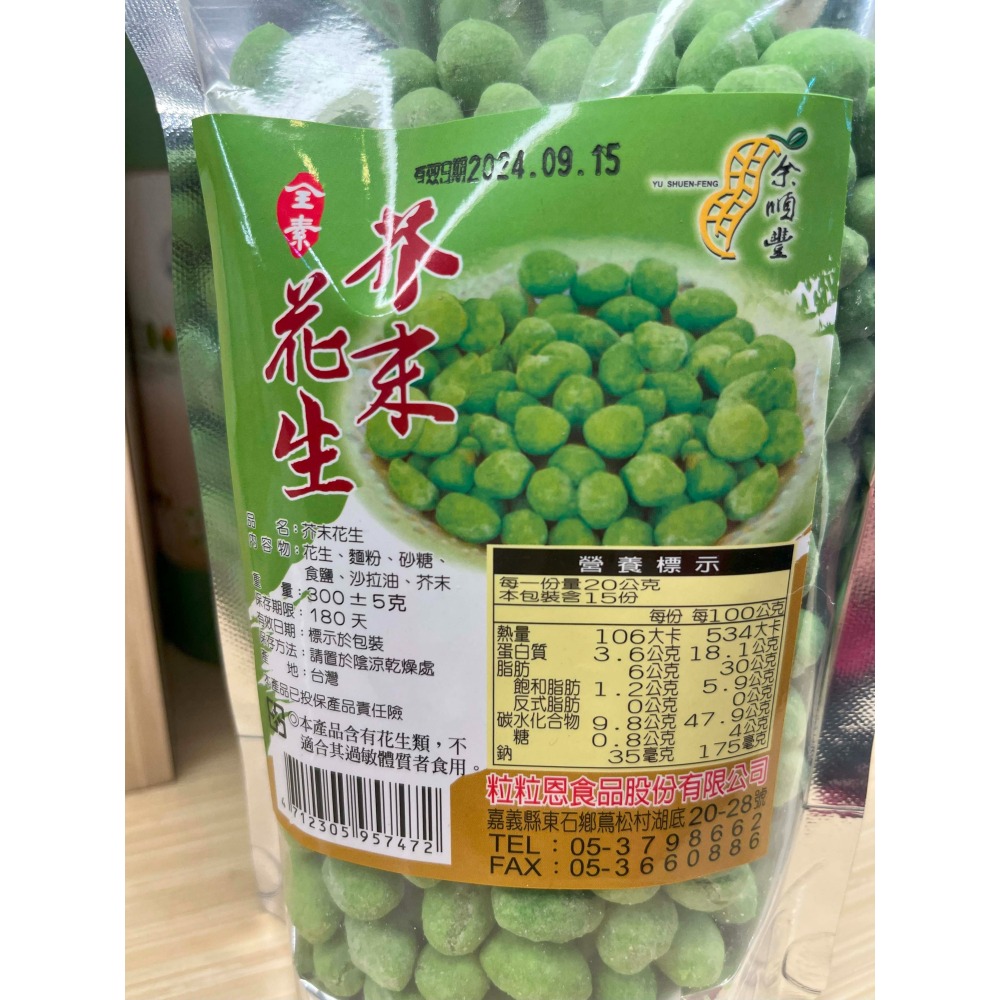 有效日期2024.09.15
YU SHUEN-FENG
余順豐
全素
芥末
花生
品名：芥末花生
內容物：花生、麵粉、砂糖、
食鹽、沙拉油、芥末
重量：300±5克
保存期限：180天
有效日期：標示於包裝
保存方法：請置於陰涼乾燥處
產地：台灣
本產品已投保產品責任險
◎本產品含有花生類，不
適合其過敏體質者食用。
4 712305 957472
營養標示
每一份量20公克
本包裝含15份
每份 每100公克
熱量 106大卡 534大卡
蛋白質 3.6公克 18.1公克
脂肪 6公克 30公克
飽和脂肪 1.2公克 5.9公克
反式脂肪 0公克 0公克
碳水化合物 9.8公克 47.9公克
糖 0.8公克 4公克
鈉 35毫克 175毫克
粒粒恩食品股份有限公司
嘉義縣東石鄉蔦松村湖底20-28號
TEL：05-3798662
FAX：05-3660886